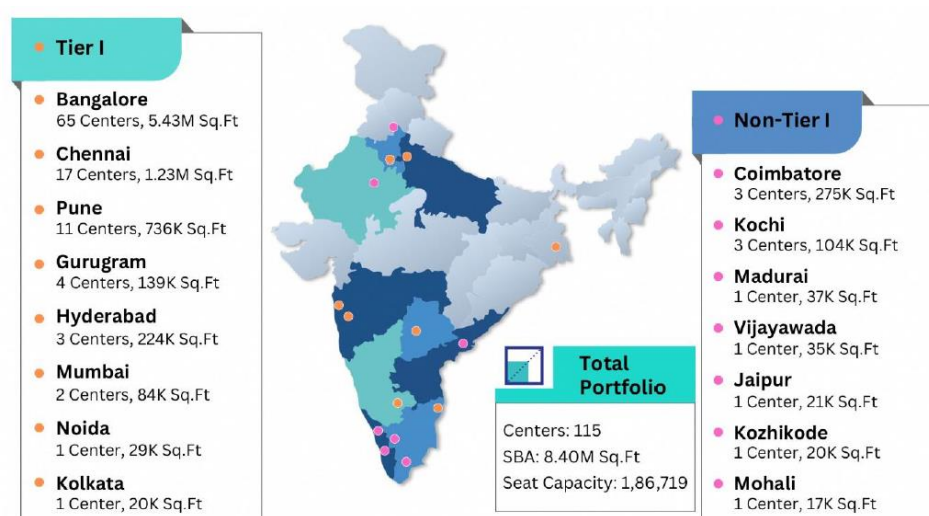 Tier I
Bangalore
65 Centers, 5.43M Sq.Ft
Chennai
17 Centers, 1.23M Sq.Ft
Pune
11 Centers, 736K Sq.Ft
Gurugram
4 Centers, 139K Sq.Ft
Hyderabad
3 Centers, 224K Sq.Ft
Mumbai
2 Centers, 84K Sq.Ft
Noida
1 Center, 29K Sq.Ft
Kolkata
1 Center, 20K Sq.Ft
Total
Portfolio
Centers: 115
SBA: 8.40M Sq.Ft
Seat Capacity: 1,86,719
Non-Tier I
Coimbatore
3 Centers, 275K Sq.Ft
Kochi
3 Centers, 104K Sq.Ft
Madurai
1 Center, 37K Sq.Ft
Vijayawada
1 Center, 35K Sq.Ft
Jaipur
1 Center, 21K Sq.Ft
Kozhikode
1 Center, 20K Sq.Ft
Mohali
1 Center, 17K Sq.Ft